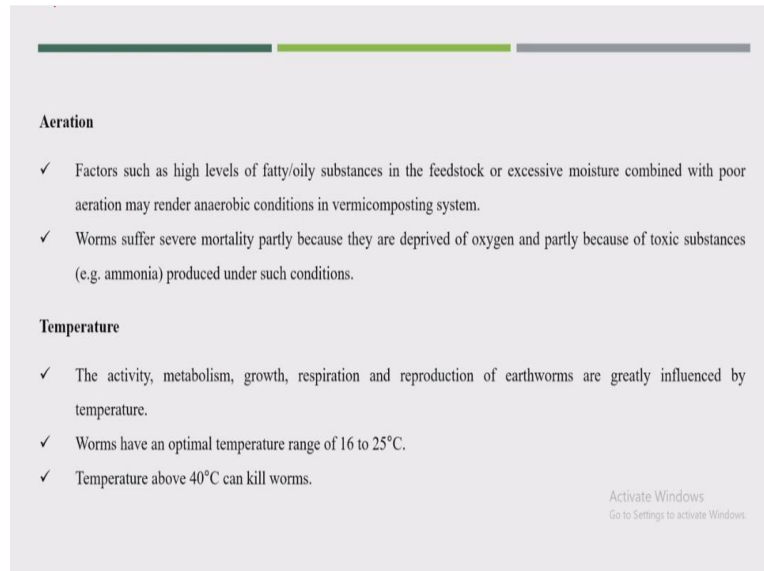 Aeration
✓ Factors such as high levels of fatty/oily substances in the feedstock or excessive moisture combined with poor
aeration may render anaerobic conditions in vermicomposting system.
✓ Worms suffer severe mortality partly because they are deprived of oxygen and partly because of toxic substances
(e.g. ammonia) produced under such conditions.
Temperature
✓ The activity, metabolism, growth, respiration and reproduction of earthworms are greatly influenced by
temperature.
✓ Worms have an optimal temperature range of 16 to 25°C.
✓ Temperature above 40°C can kill worms.
Activate Windows
Go to Settings to activate Windows.